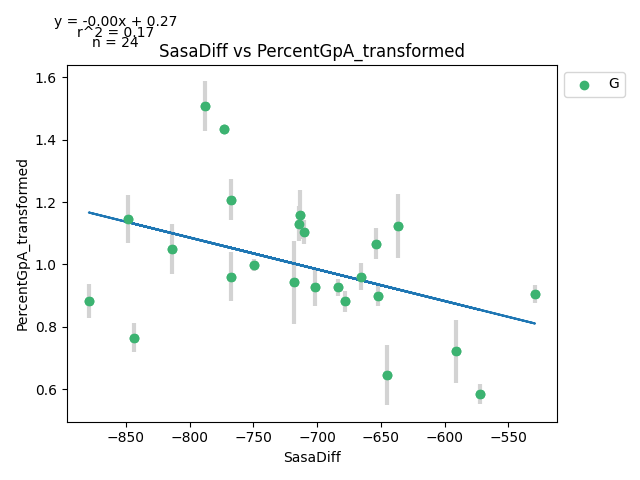 y = -0.00x + 0.27
r^2 = 0.17
n = 24
SasaDiff vs PercentGpA_transformed
G
PercentGpA_transformed
1.6
1.4
1.2
1.0
0.8
0.6
−850 −800 −750 −700 −650 −600 −550
SasaDiff